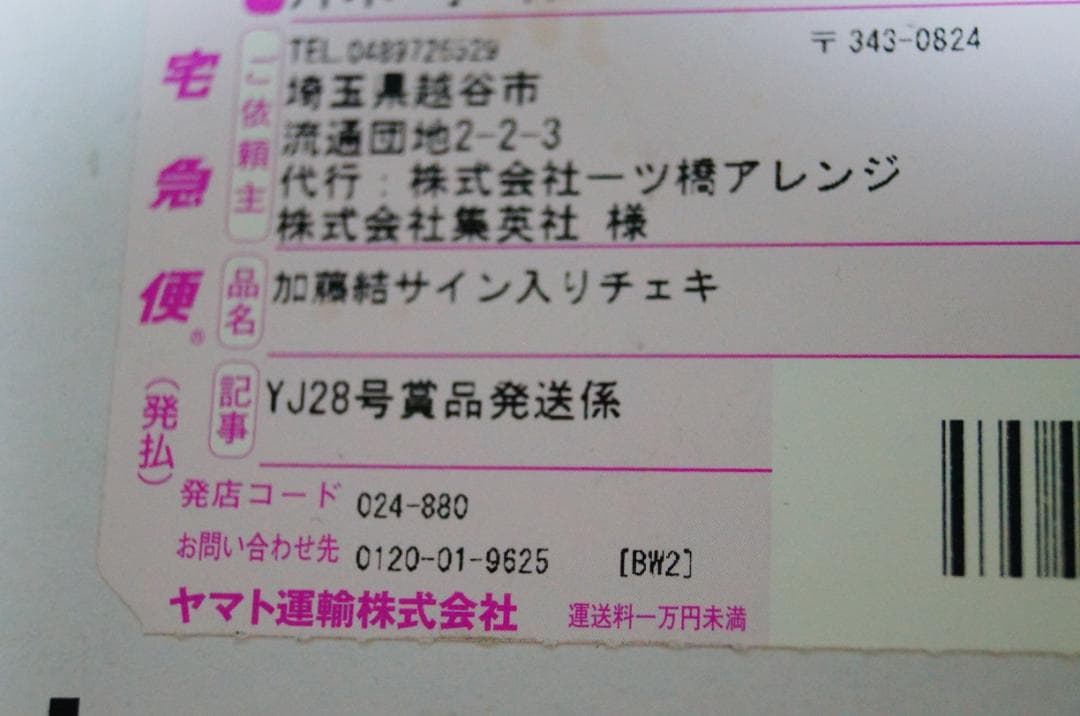 〒343-0824
TEL.0489726529
埼玉県越谷市
流通団地2-2-3
代行：株式会社一ツ橋アレンジ
株式会社集英社 様
ご依頼主
宅急便®
品名
加藤結サイン入りチェキ
記事
YJ28号賞品発送係
(発払)
発店コード 024-880
お問い合わせ先 0120-01-9625 [BW2]
ヤマト運輸株式会社 運送料一万円未満